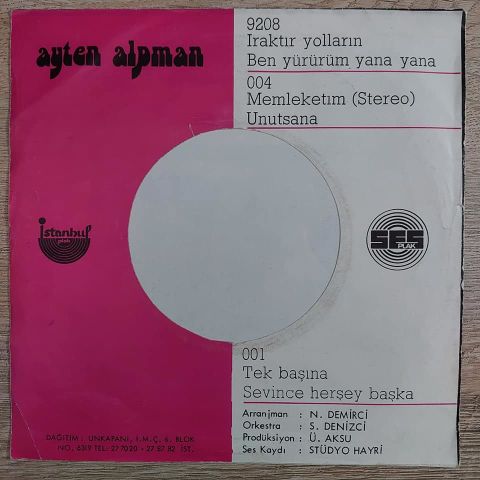 ayten alpman
9208
Iraktır yolların
Ben yürürüm yana yana
004
Memleketim (Stereo)
Unutsana
istanbul
plak
SES
PLAK
001
Tek başına
Sevince herşey başka
Arranjman : N. DEMİRCİ
Orkestra : S. DENİZCİ
Prodüksiyon : Ü. AKSU
Ses Kaydı : STÜDYO HAYRİ
DAĞITIM : UNKAPANI, İ.M.Ç. 6. BLOK
NO. 6319 TEL: 27 70 20 - 27 87 82 İST.